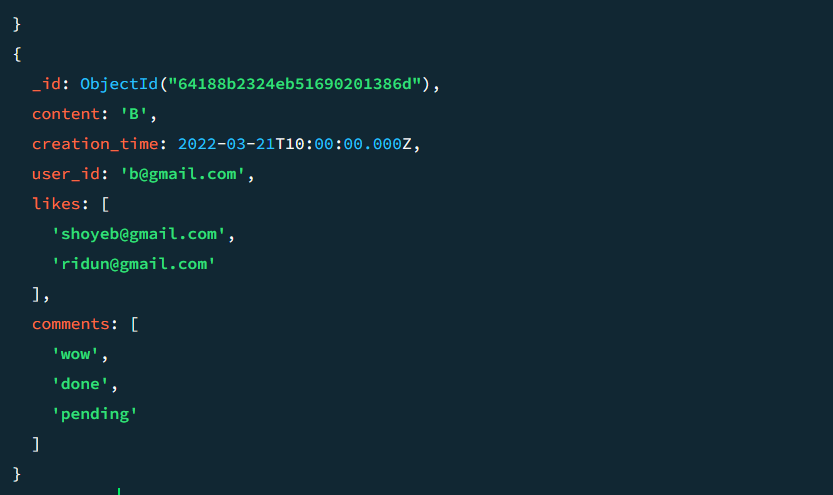 }
{
  _id: ObjectId("64188b2324eb51690201386d"),
  content: 'B',
  creation_time: 2022-03-21T10:00:00.000Z,
  user_id: 'b@gmail.com',
  likes: [
    'shoyeb@gmail.com',
    'ridun@gmail.com'
  ],
  comments: [
    'wow',
    'done',
    'pending'
  ]
}